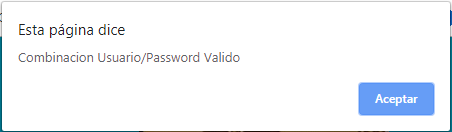 Esta página dice
Combinacion Usuario/Password Valido
Aceptar